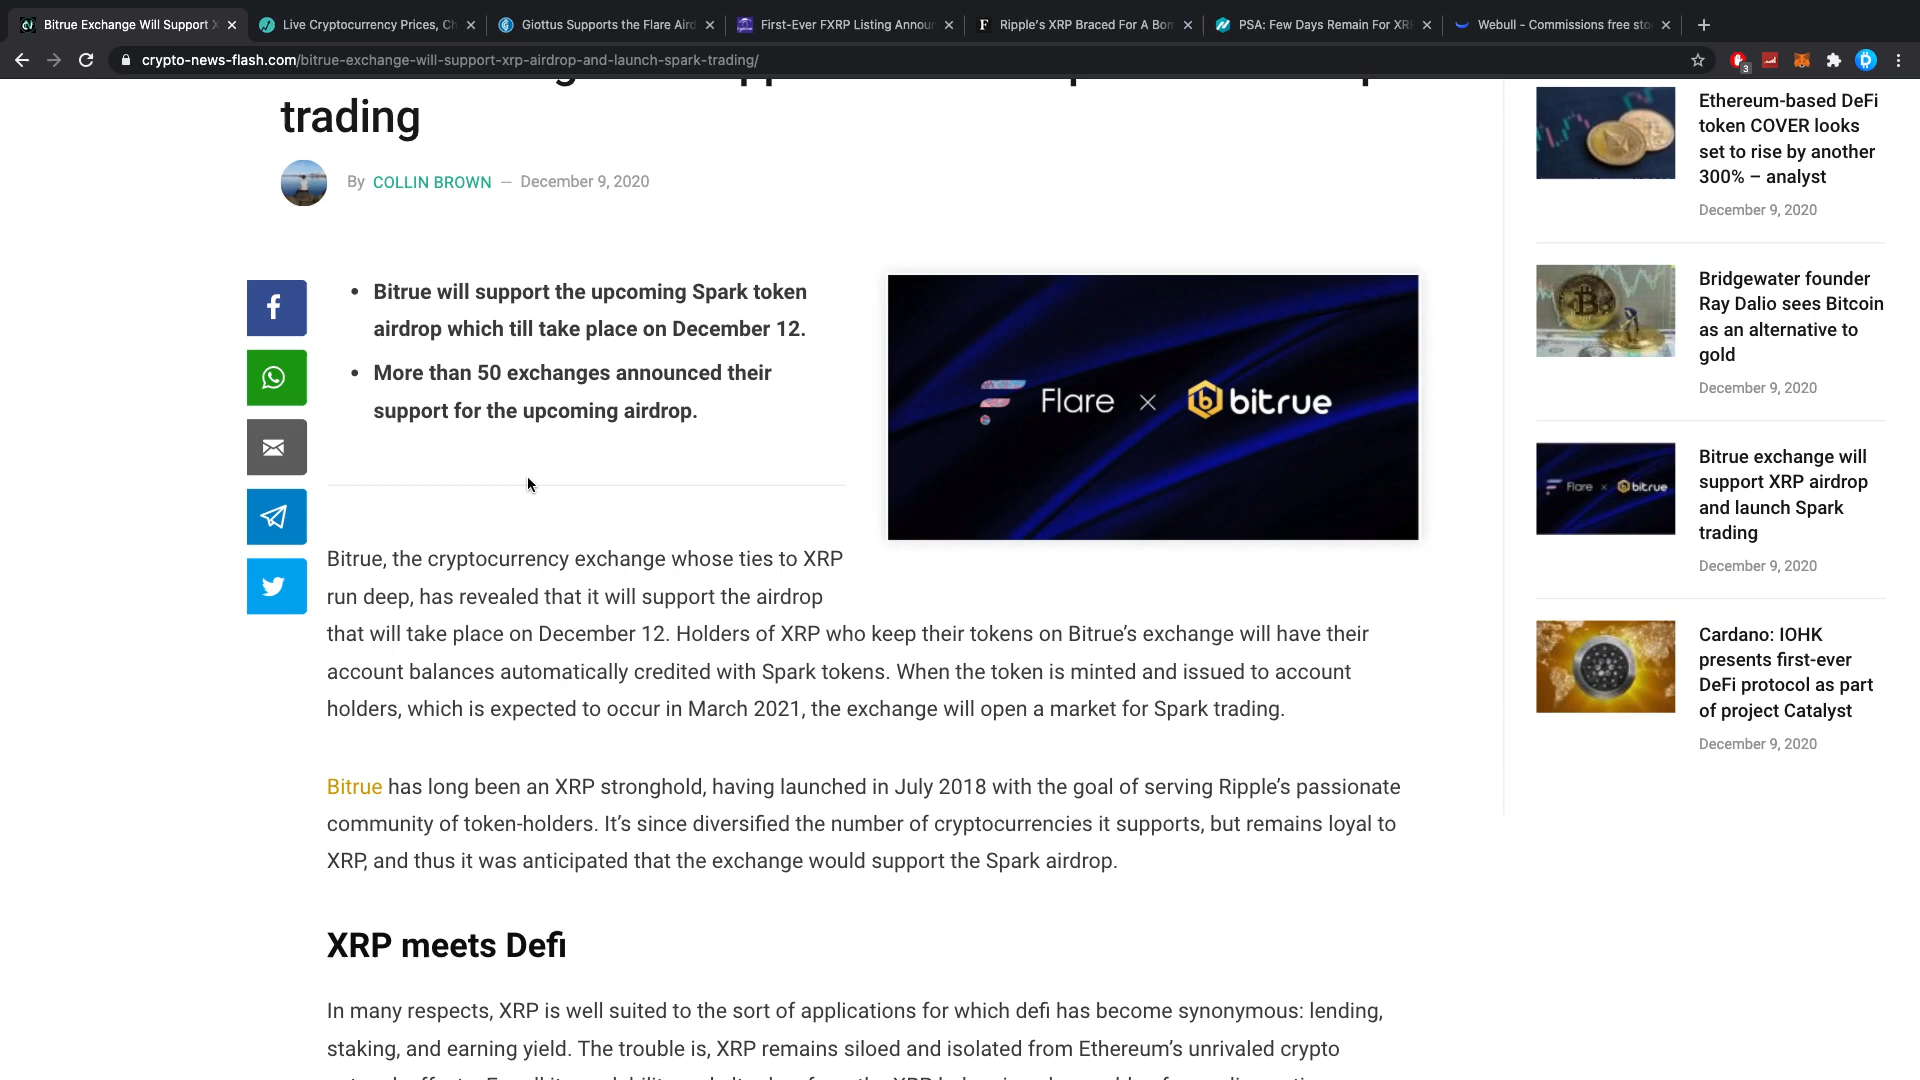 Bitrue Exchange Will Support X
Live Cryptocurrency Prices, Ch
Giottus Supports the Flare Aird
First-Ever FXRP Listing Announ
Ripple's XRP Braced For A Bom
PSA: Few Days Remain For XRP
Webull - Commissions free sto
crypto-news-flash.com/bitrue-exchange-will-support-xrp-airdrop-and-launch-spark-trading/
3
trading
By COLLIN BROWN — December 9, 2020
• Bitrue will support the upcoming Spark token
airdrop which till take place on December 12.
• More than 50 exchanges announced their
support for the upcoming airdrop.
Flare × bitrue
Bitrue, the cryptocurrency exchange whose ties to XRP
run deep, has revealed that it will support the airdrop
that will take place on December 12. Holders of XRP who keep their tokens on Bitrue's exchange will have their
account balances automatically credited with Spark tokens. When the token is minted and issued to account
holders, which is expected to occur in March 2021, the exchange will open a market for Spark trading.
Bitrue has long been an XRP stronghold, having launched in July 2018 with the goal of serving Ripple's passionate
community of token-holders. It's since diversified the number of cryptocurrencies it supports, but remains loyal to
XRP, and thus it was anticipated that the exchange would support the Spark airdrop.
XRP meets Defi
In many respects, XRP is well suited to the sort of applications for which defi has become synonymous: lending,
staking, and earning yield. The trouble is, XRP remains siloed and isolated from Ethereum's unrivaled crypto
Ethereum-based DeFi
token COVER looks
set to rise by another
300% – analyst
December 9, 2020
Bridgewater founder
Ray Dalio sees Bitcoin
as an alternative to
gold
December 9, 2020
Flare × bitrue
Bitrue exchange will
support XRP airdrop
and launch Spark
trading
December 9, 2020
Cardano: IOHK
presents first-ever
DeFi protocol as part
of project Catalyst
December 9, 2020